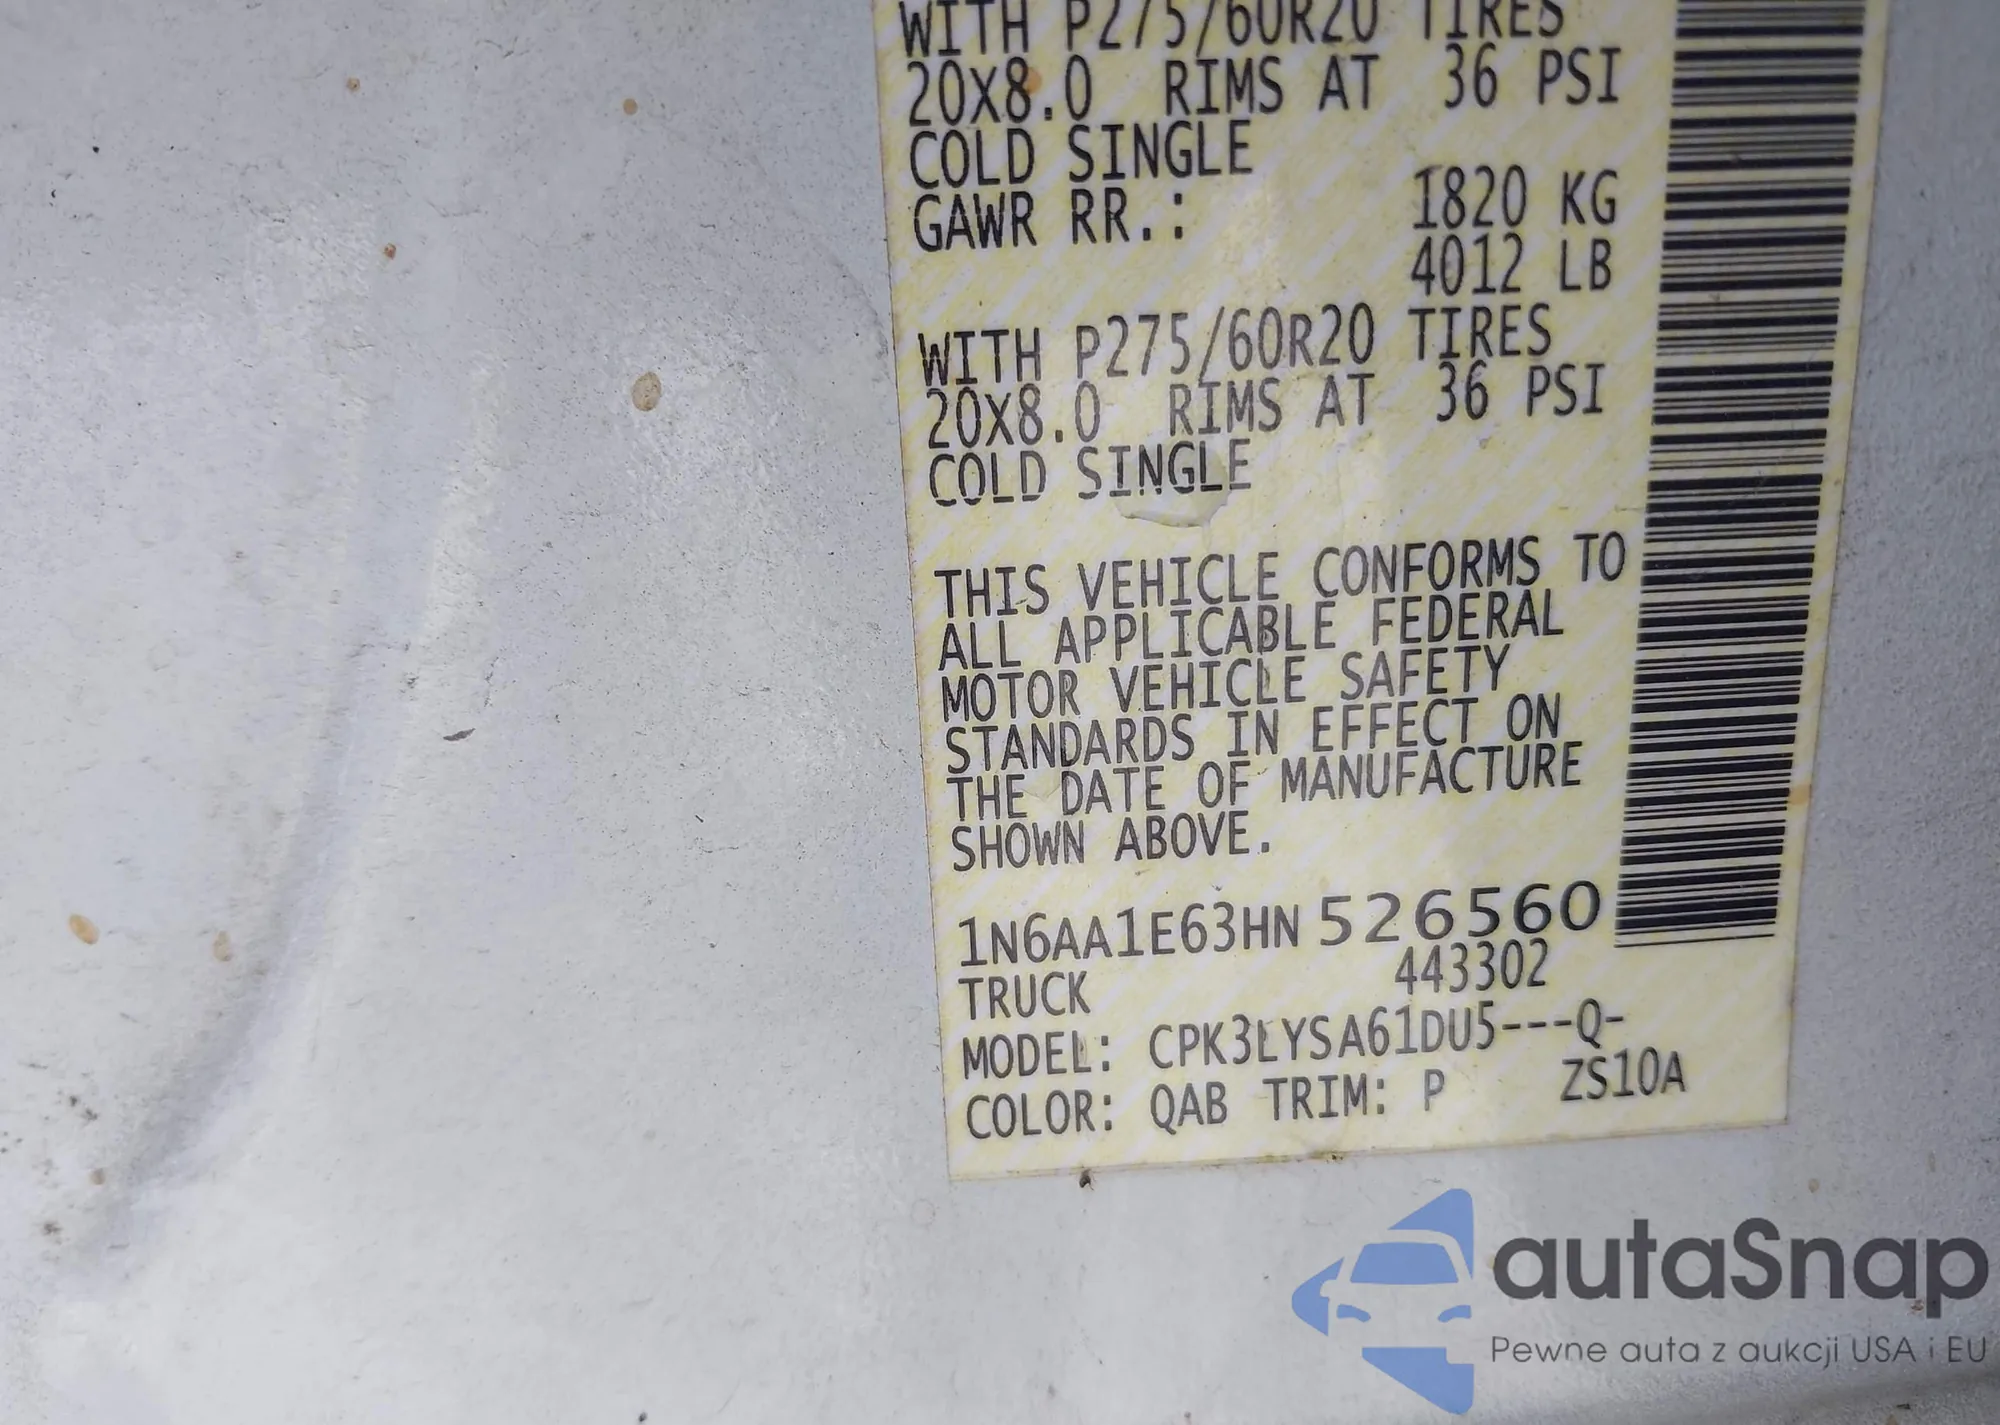 WITH P275/60R20 TIRES
20X8.0 RIMS AT 36 PSI
COLD SINGLE
GAWR RR.: 1820 KG
4012 LB
WITH P275/60R20 TIRES
20X8.0 RIMS AT 36 PSI
COLD SINGLE
THIS VEHICLE CONFORMS TO
ALL APPLICABLE FEDERAL
MOTOR VEHICLE SAFETY
STANDARDS IN EFFECT ON
THE DATE OF MANUFACTURE
SHOWN ABOVE.
1N6AA1E63HN526560
TRUCK 443302
MODEL: CPK3LYSA61DU5---Q-
COLOR: QAB TRIM: P ZS10A
autaSnap
Pewne auta z aukcji USA i EU